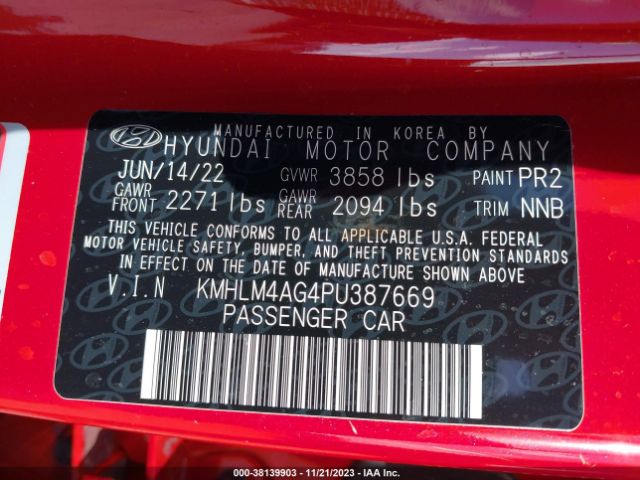 MANUFACTURED IN KOREA BY
HYUNDAI MOTOR COMPANY
JUN/14/22 GVWR 3858 lbs PAINT PR2
GAWR FRONT 2271 lbs GAWR REAR 2094 lbs TRIM NNB
THIS VEHICLE CONFORMS TO ALL APPLICABLE U.S.A. FEDERAL
MOTOR VEHICLE SAFETY, BUMPER, AND THEFT PREVENTION STANDARDS
IN EFFECT ON THE DATE OF MANUFACTURE SHOWN ABOVE.
V.I.N KMHLM4AG4PU387669
PASSENGER CAR
000-38139903 - 11/21/2023 - IAA Inc.